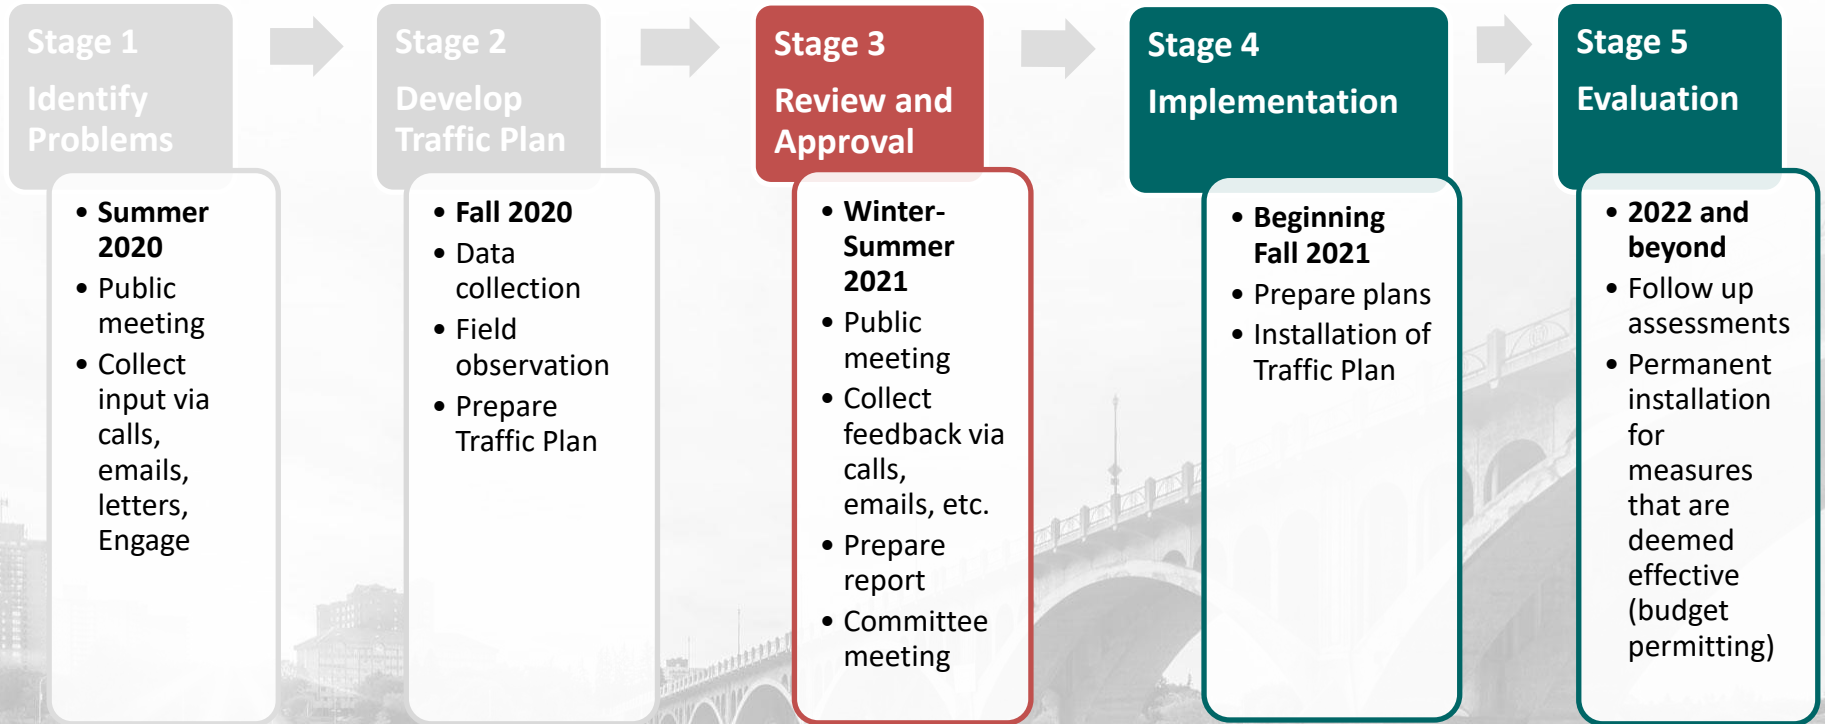 Stage 1
Identify
Problems
• Summer
2020
• Public
meeting
• Collect
input via
calls,
emails,
letters,
Engage
Stage 2
Develop
Traffic Plan
• Fall 2020
• Data
collection
• Field
observation
• Prepare
Traffic Plan
Stage 3
Review and
Approval
• Winter-
Summer
2021
• Public
meeting
• Collect
feedback via
calls,
emails, etc.
• Prepare
report
• Committee
meeting
Stage 4
Implementation
• Beginning
Fall 2021
• Prepare plans
• Installation of
Traffic Plan
Stage 5
Evaluation
• 2022 and
beyond
• Follow up
assessments
• Permanent
installation
for
measures
that are
deemed
effective
(budget
permitting)